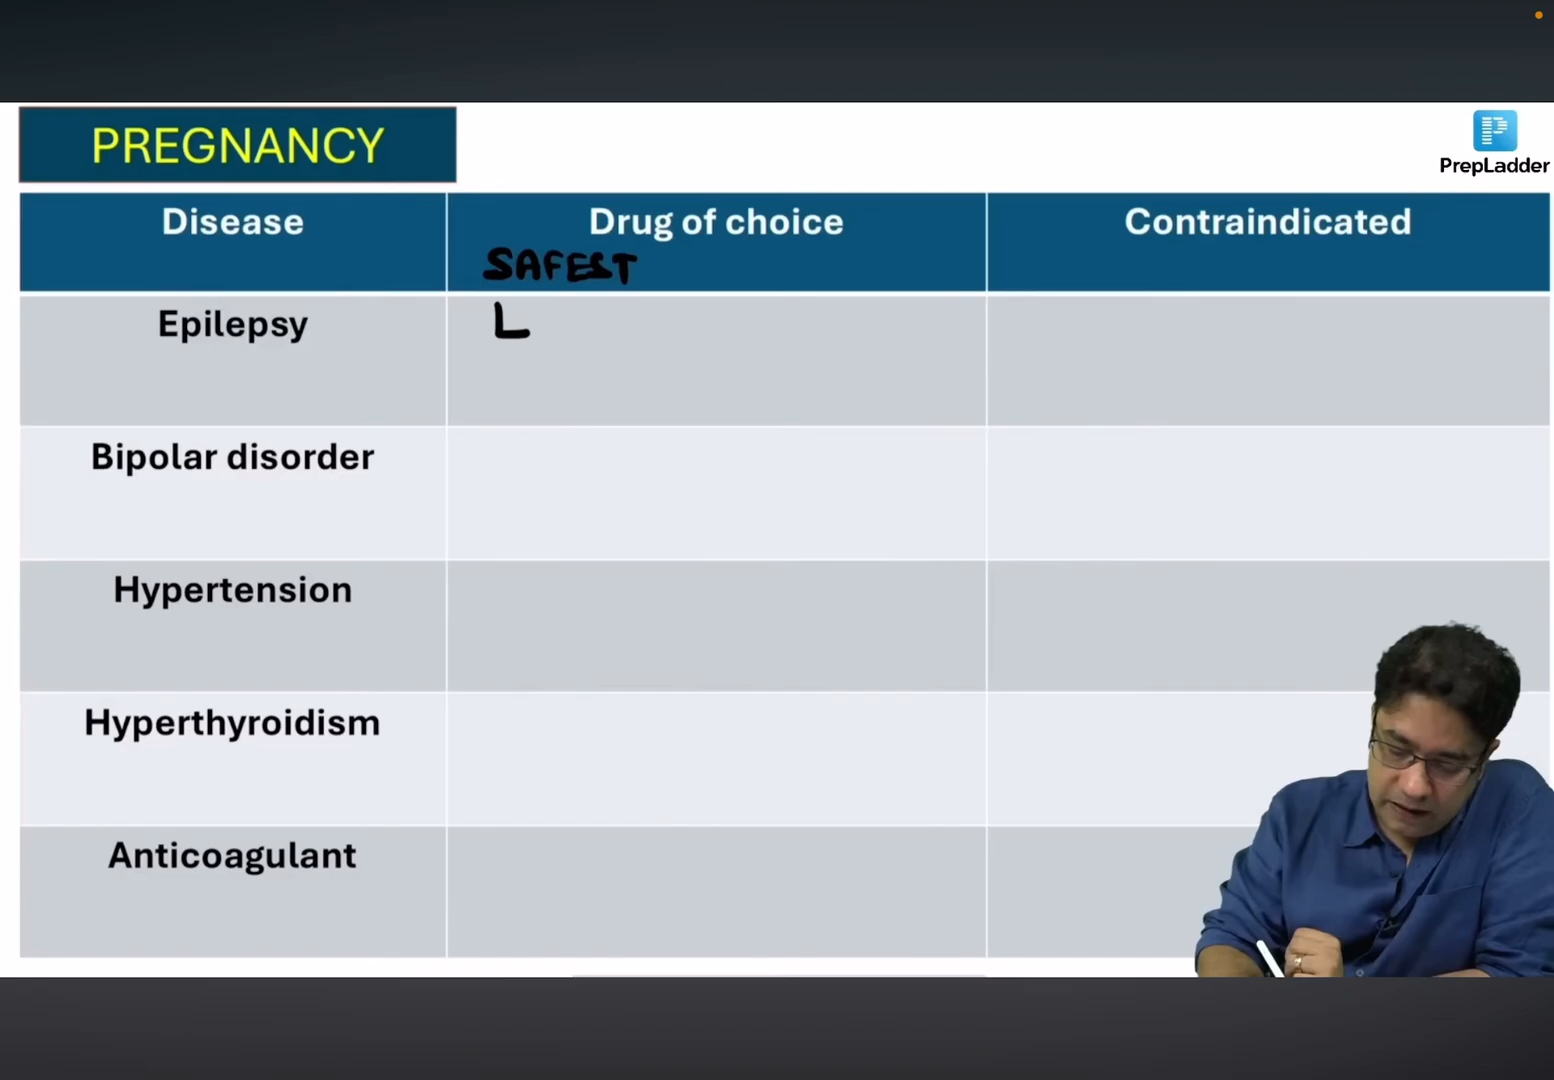 PREGNANCY
PrepLadder
Disease Drug of choice Contraindicated
SAFEST
Epilepsy L
Bipolar disorder
Hypertension
Hyperthyroidism
Anticoagulant